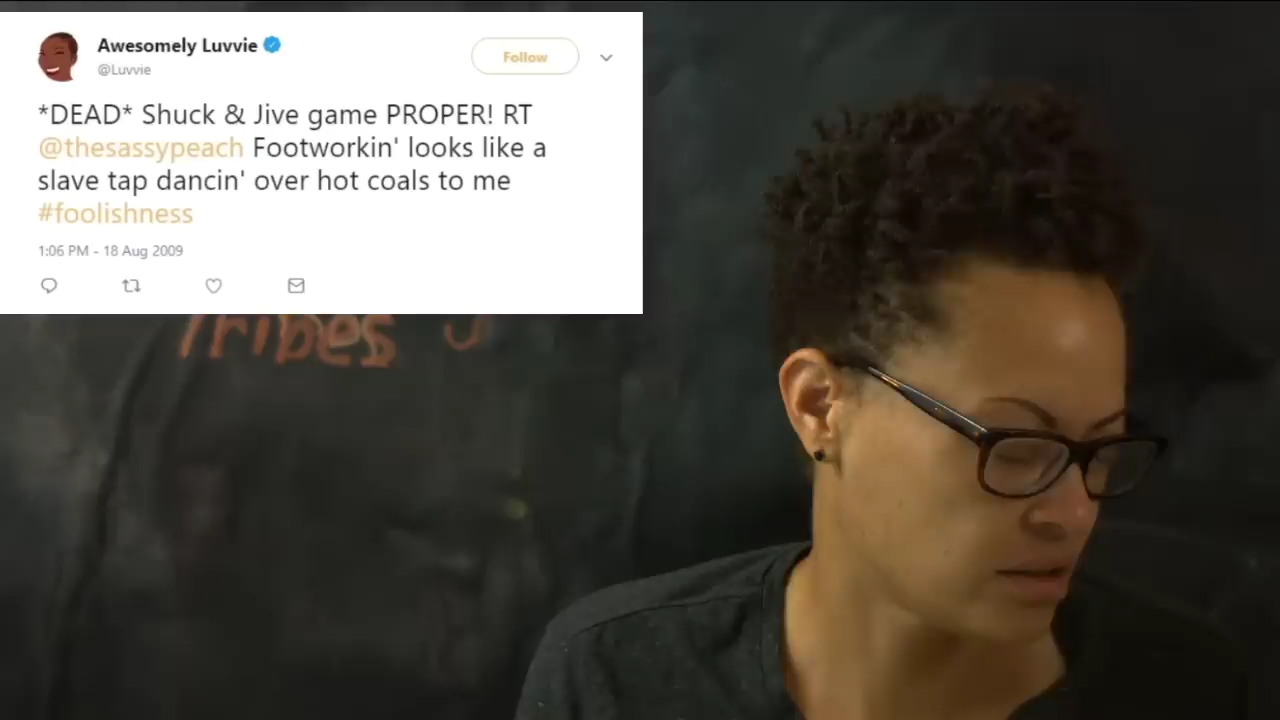 Awesomely Luvvie
@Luvvie
Follow
*DEAD* Shuck & Jive game PROPER! RT
@thesassypeach Footworkin' looks like a
slave tap dancin' over hot coals to me
#foolishness
1:06 PM - 18 Aug 2009
Tribes